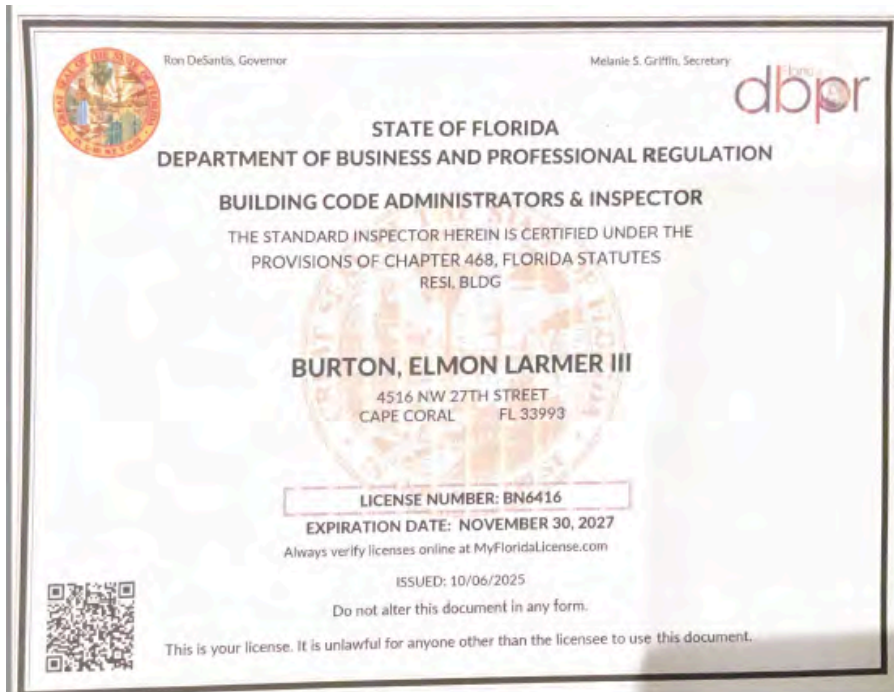 Ron DeSantis, Governor
Melanie S. Griffin, Secretary
dbpr
STATE OF FLORIDA
DEPARTMENT OF BUSINESS AND PROFESSIONAL REGULATION
BUILDING CODE ADMINISTRATORS & INSPECTOR
THE STANDARD INSPECTOR HEREIN IS CERTIFIED UNDER THE
PROVISIONS OF CHAPTER 468, FLORIDA STATUTES
RESI, BLDG
BURTON, ELMON LARMER III
4516 NW 27TH STREET
CAPE CORAL FL 33993
LICENSE NUMBER: BN6416
EXPIRATION DATE: NOVEMBER 30, 2027
Always verify licenses online at MyFloridaLicense.com
ISSUED: 10/06/2025
Do not alter this document in any form.
This is your license. It is unlawful for anyone other than the licensee to use this document.